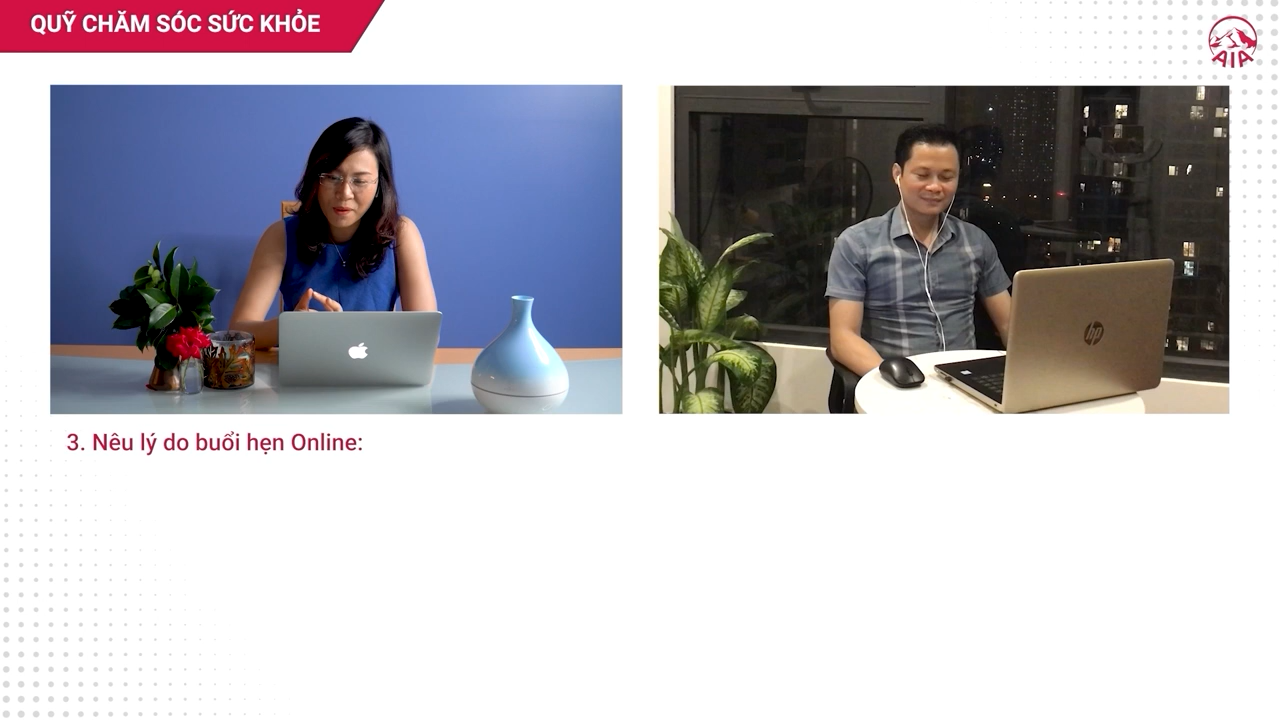 QUỸ CHĂM SÓC SỨC KHỎE
AIA
hp
3. Nêu lý do buổi hẹn Online: